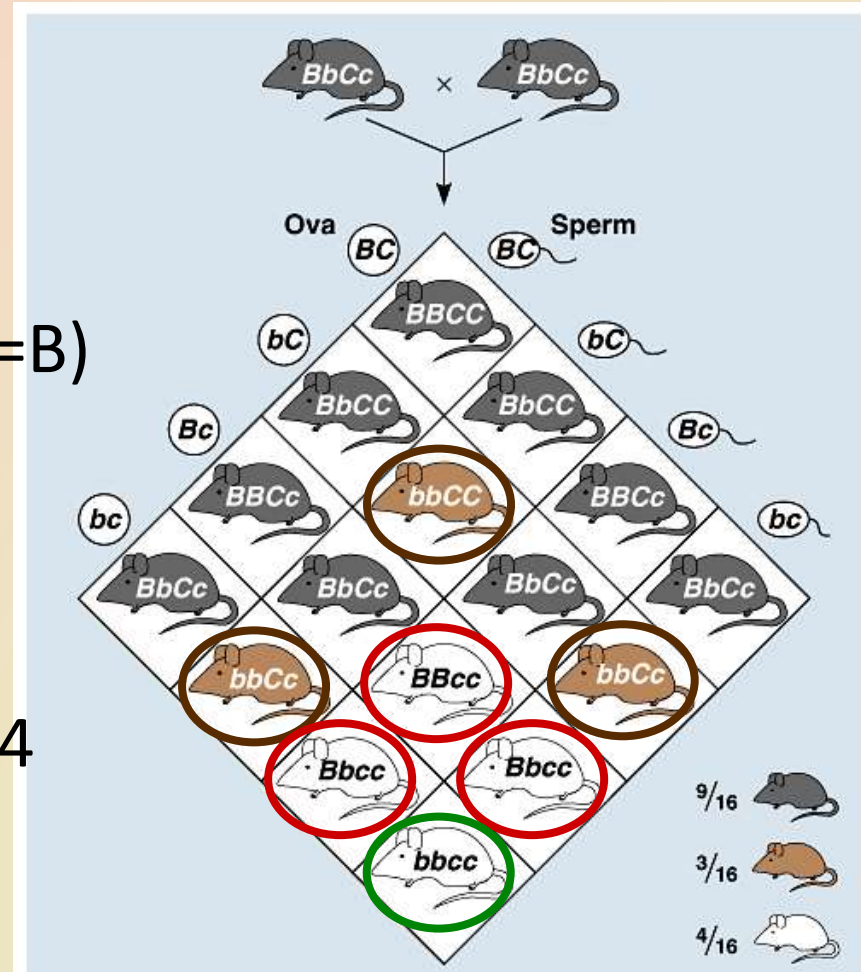 BbCc × BbCc
Ova Sperm
BC BC
BBCC
=B)
bC bC
BbCC BbCC
Bc Bc
BBCc bbCC BBCc
bc bc
BbCc BbCc BbCc BbCc
bbCc BBcc bbCc
4
Bbcc Bbcc
9/16
bbcc
3/16
4/16